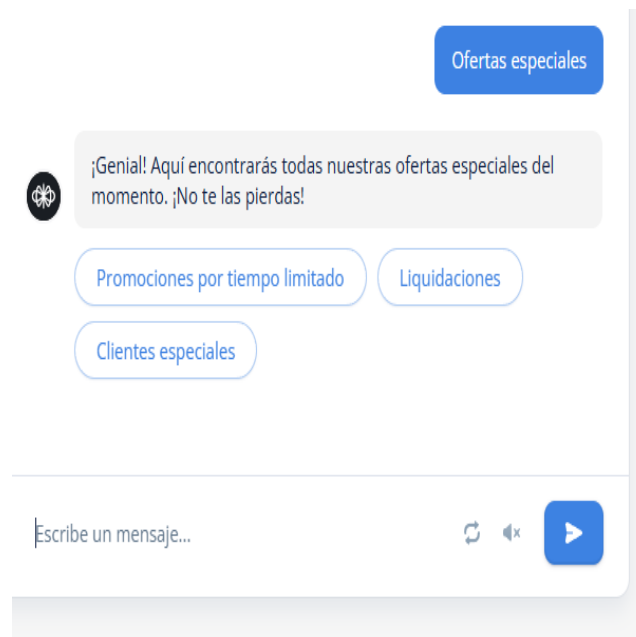 Ofertas especiales
¡Genial! Aquí encontrarás todas nuestras ofertas especiales del
momento. ¡No te las pierdas!
Promociones por tiempo limitado
Liquidaciones
Clientes especiales
Escribe un mensaje...